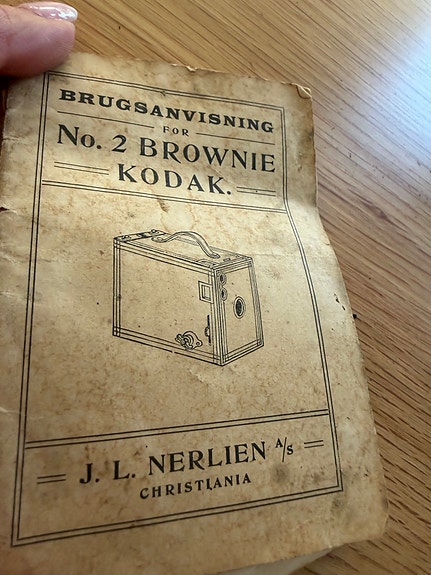 BRUGSANVISNING
FOR
No. 2 BROWNIE
KODAK.
J. L. NERLIEN A/S
CHRISTIANIA